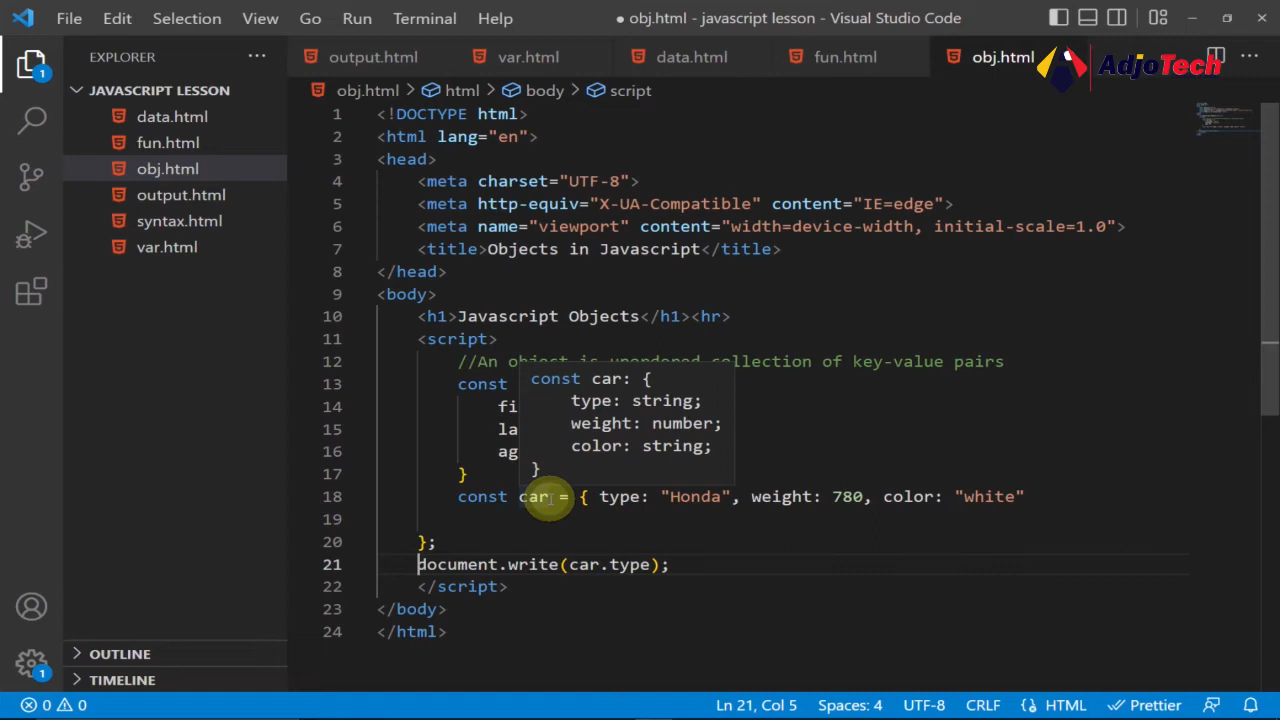 File Edit Selection View Go Run Terminal Help
● obj.html - javascript lesson - Visual Studio Code
EXPLORER
output.html var.html data.html fun.html obj.html
AdjoTech
JAVASCRIPT LESSON
data.html
fun.html
obj.html
output.html
syntax.html
var.html
OUTLINE
TIMELINE
1
1
obj.html > html > body > script
1 <!DOCTYPE html>
2 <html lang="en">
3 <head>
4 <meta charset="UTF-8">
5 <meta http-equiv="X-UA-Compatible" content="IE=edge">
6 <meta name="viewport" content="width=device-width, initial-scale=1.0">
7 <title>Objects in Javascript</title>
8 </head>
9 <body>
10 <h1>Javascript Objects</h1><hr>
11 <script>
12 //An object is unordered collection of key-value pairs
13 const
14 fi
15 la
16 ag
17 }
18 const car = { type: "Honda", weight: 780, color: "white"
19
20 };
21 document.write(car.type);
22 </script>
23 </body>
24 </html>
const car: {
type: string;
weight: number;
color: string;
}
0 0 Ln 21, Col 5 Spaces: 4 UTF-8 CRLF HTML Prettier